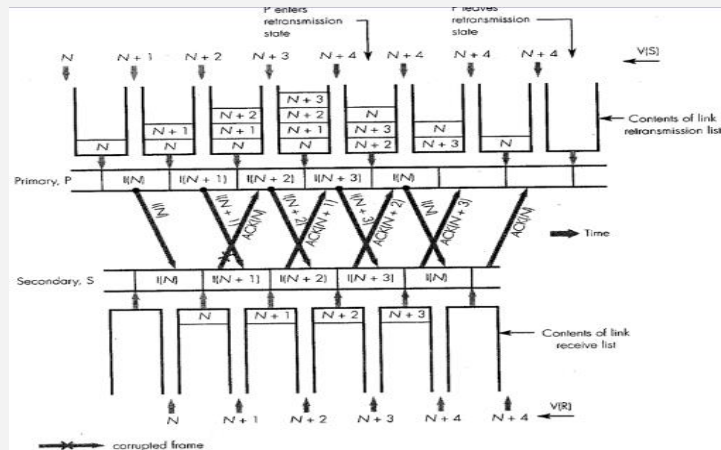 P enters
retransmission
state
P leaves
retransmission
state
N N + 1 N + 2 N + 3 N + 4 N + 4 N + 4 N + 4 V(S)
N + 3
N + 2 N + 2 N
N + 1 N + 1 N + 1 N + 3 N
N N N N N + 2 N + 3 N
Contents of link
retransmission list
Primary, P I(N) I(N + 1) I(N + 2) I(N + 3) I(N)
I(N) I(N + 1) ACK(N) I(N + 2) ACK(N + 1) I(N + 3) ACK(N + 2) I(N) ACK(N + 3) ACK(N)
Time
Secondary, S I(N) I(N + 1) I(N + 2) I(N + 3) I(N)
N N + 1 N + 2 N + 3
Contents of link
receive list
N N + 1 N + 2 N + 3 N + 4 N + 4 V(R)
corrupted frame